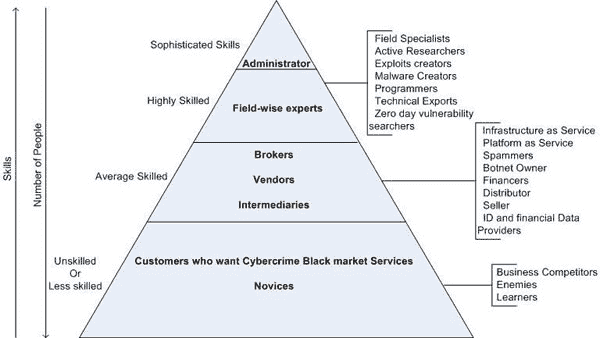 Skills
Number of People
Sophisticated Skills
Highly Skilled
Average Skilled
Unskilled
Or
Less skilled
Administrator
Field-wise experts
Brokers
Vendors
Intermediaries
Customers who want Cybercrime Black market Services
Novices
Field Specialists
Active Researchers
Exploits creators
Malware Creators
Programmers
Technical Exports
Zero day vulnerability
searchers
Infrastructure as Service
Platform as Service
Spammers
Botnet Owner
Financers
Distributor
Seller
ID and financial Data
Providers
Business Competitors
Enemies
Learners